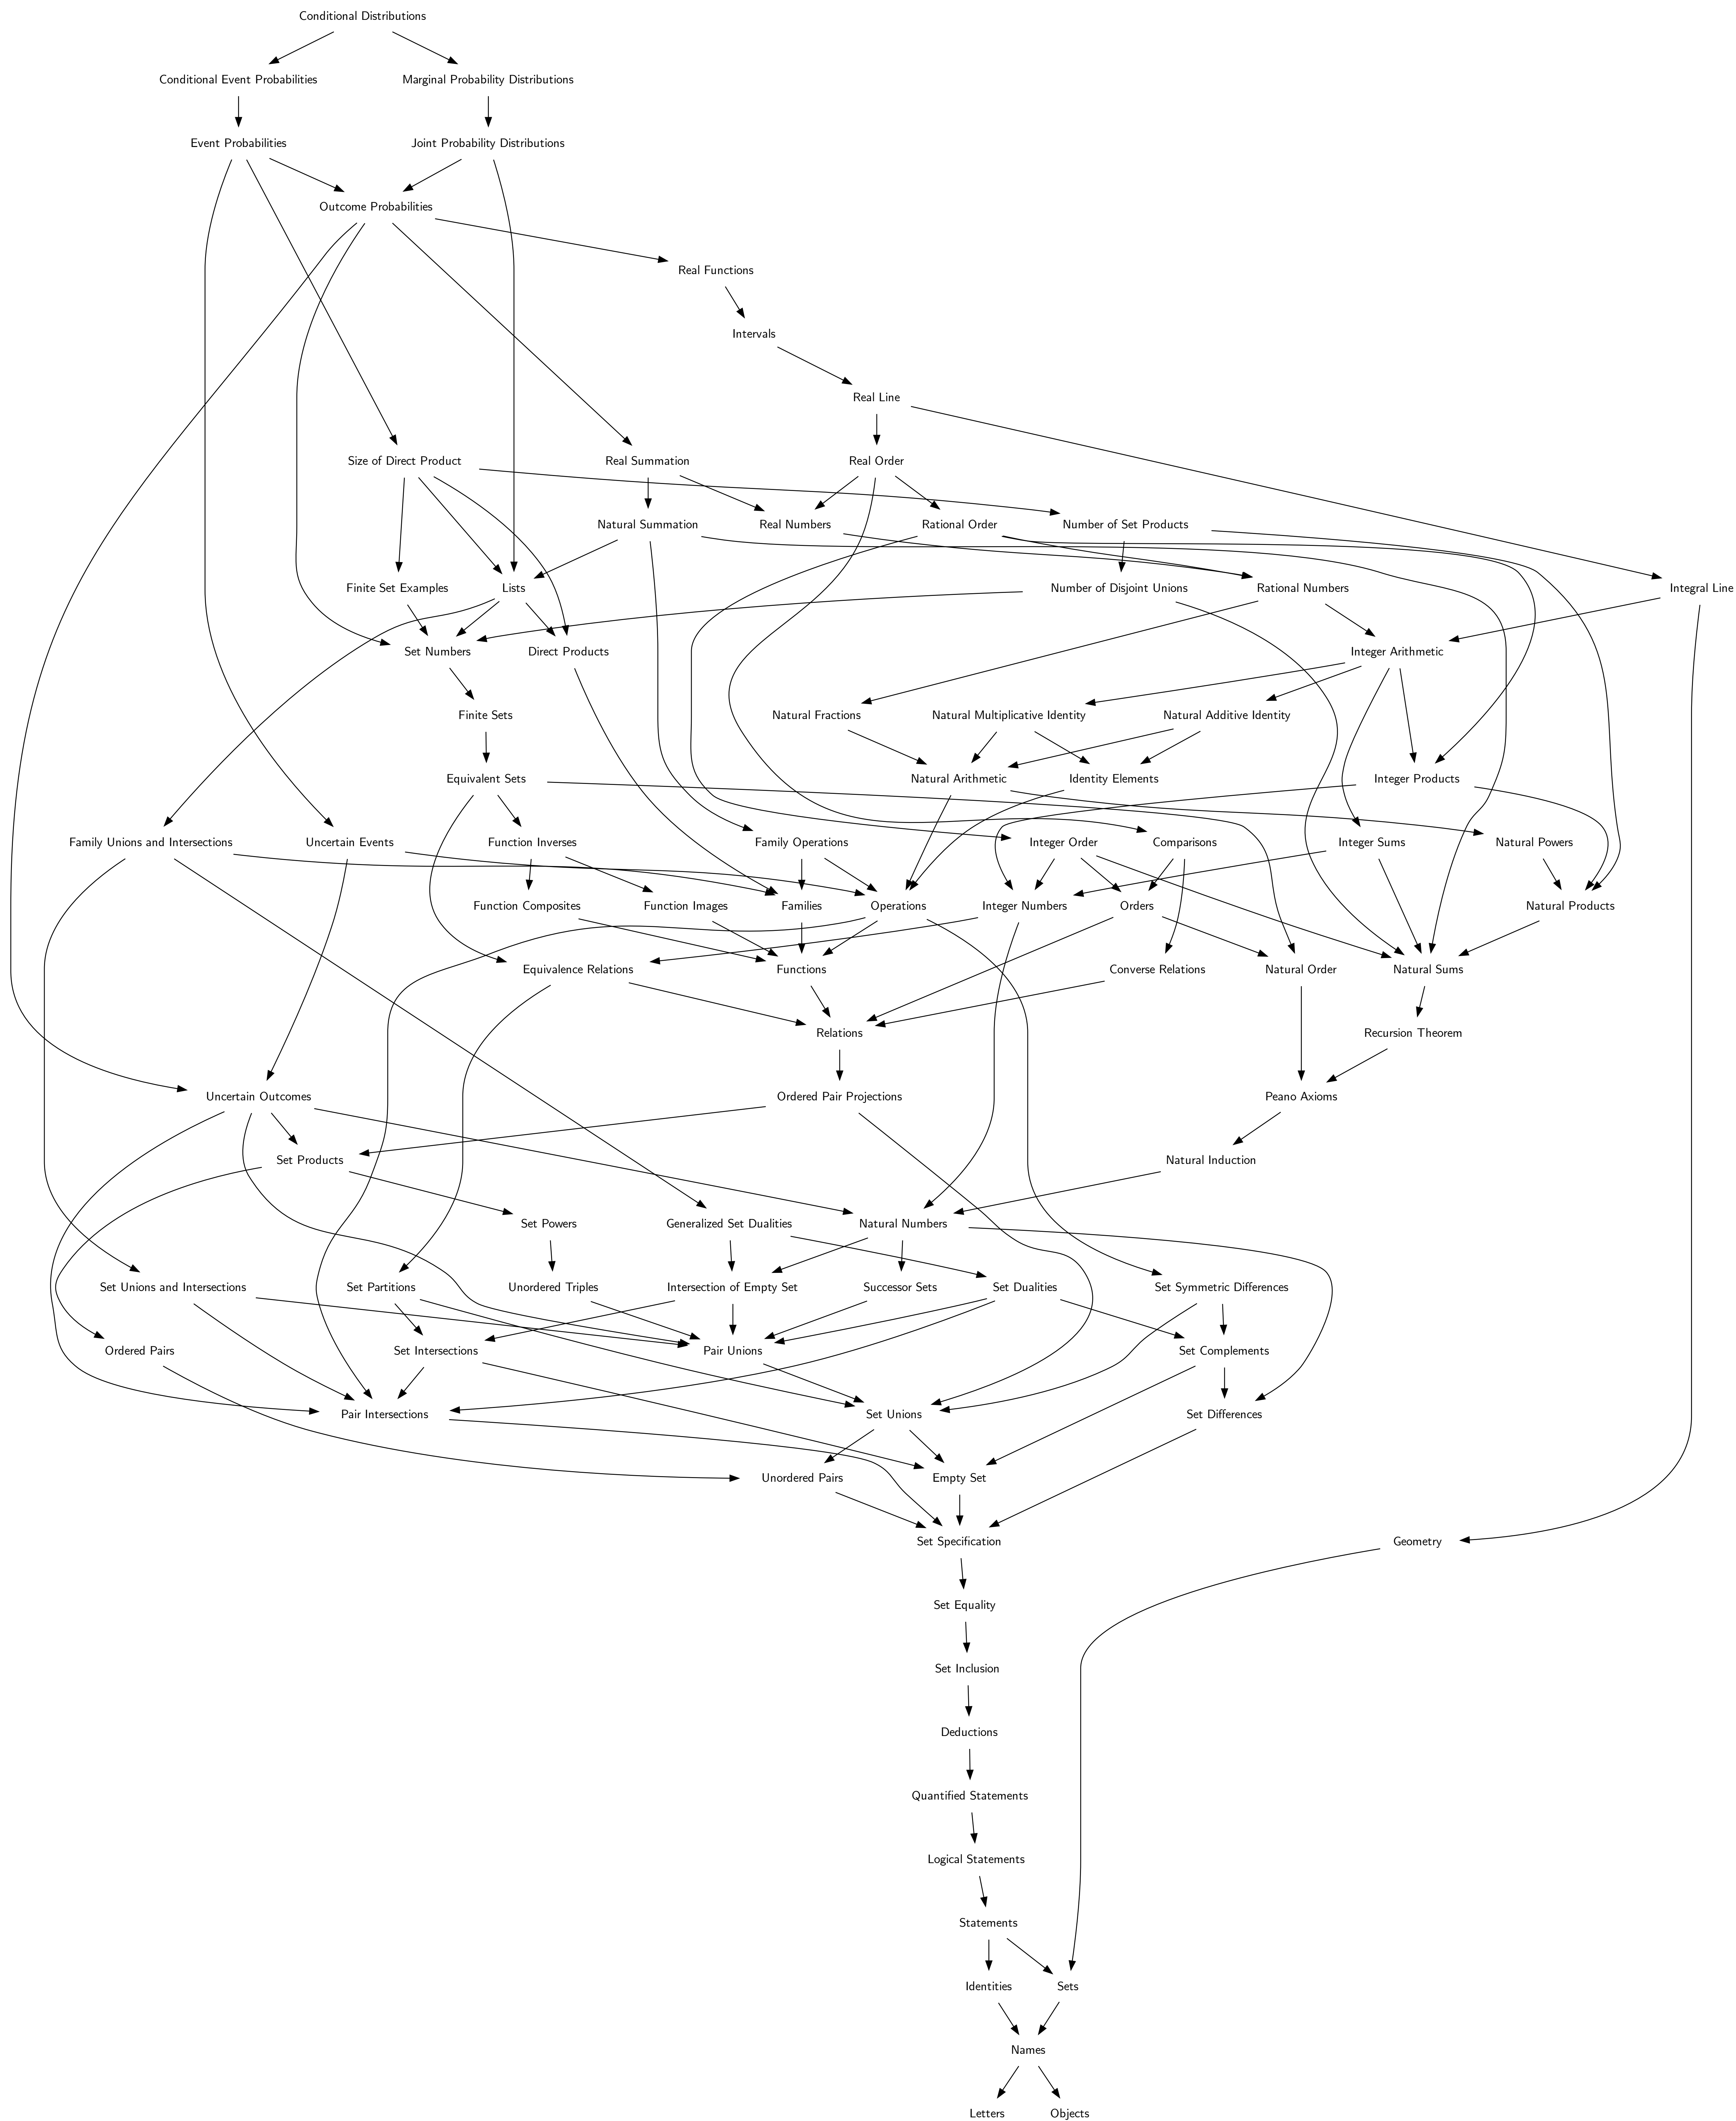 Conditional Distributions
Conditional Event Probabilities
Marginal Probability Distributions
Event Probabilities
Joint Probability Distributions
Outcome Probabilities
Real Functions
Intervals
Real Line
Size of Direct Product
Real Summation
Real Order
Natural Summation
Real Numbers
Rational Order
Number of Set Products
Finite Set Examples
Lists
Number of Disjoint Unions
Rational Numbers
Integral Line
Set Numbers
Direct Products
Integer Arithmetic
Finite Sets
Natural Fractions
Natural Multiplicative Identity
Natural Additive Identity
Equivalent Sets
Natural Arithmetic
Identity Elements
Integer Products
Family Unions and Intersections
Uncertain Events
Function Inverses
Family Operations
Integer Order
Comparisons
Integer Sums
Natural Powers
Function Composites
Function Images
Families
Operations
Integer Numbers
Orders
Natural Products
Equivalence Relations
Functions
Converse Relations
Natural Order
Natural Sums
Relations
Recursion Theorem
Uncertain Outcomes
Ordered Pair Projections
Peano Axioms
Set Products
Natural Induction
Set Powers
Generalized Set Dualities
Natural Numbers
Set Unions and Intersections
Set Partitions
Unordered Triples
Intersection of Empty Set
Successor Sets
Set Dualities
Set Symmetric Differences
Ordered Pairs
Set Intersections
Pair Unions
Set Complements
Pair Intersections
Set Unions
Set Differences
Unordered Pairs
Empty Set
Set Specification
Geometry
Set Equality
Set Inclusion
Deductions
Quantified Statements
Logical Statements
Statements
Identities
Sets
Names
Letters
Objects